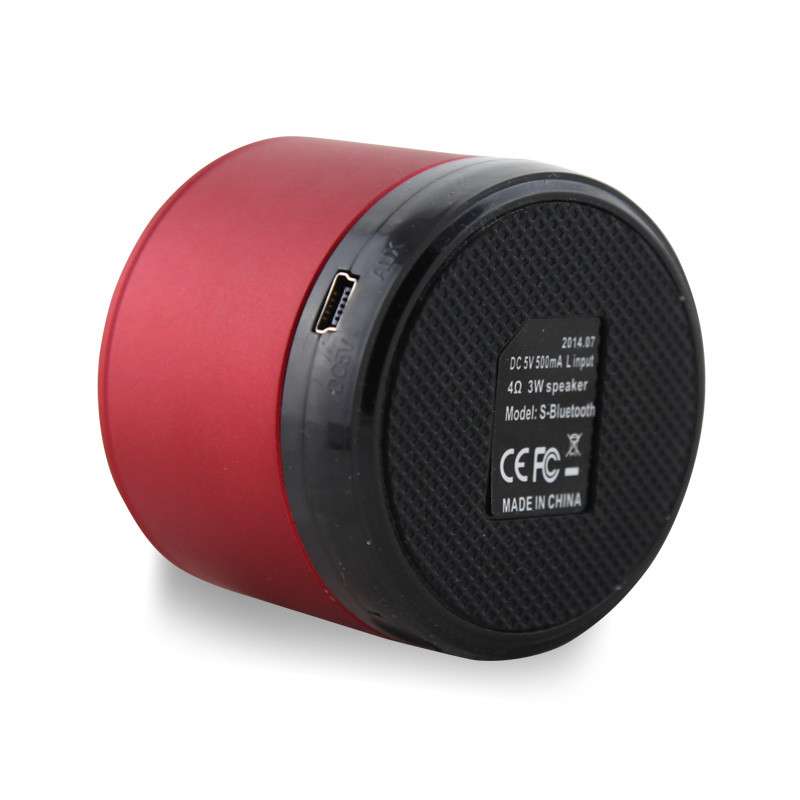 AUX
DC5V
2014.07
DC 5V 500mA L input
4Ω 3W speaker
Model: S-Bluetooth
CE FC
MADE IN CHINA